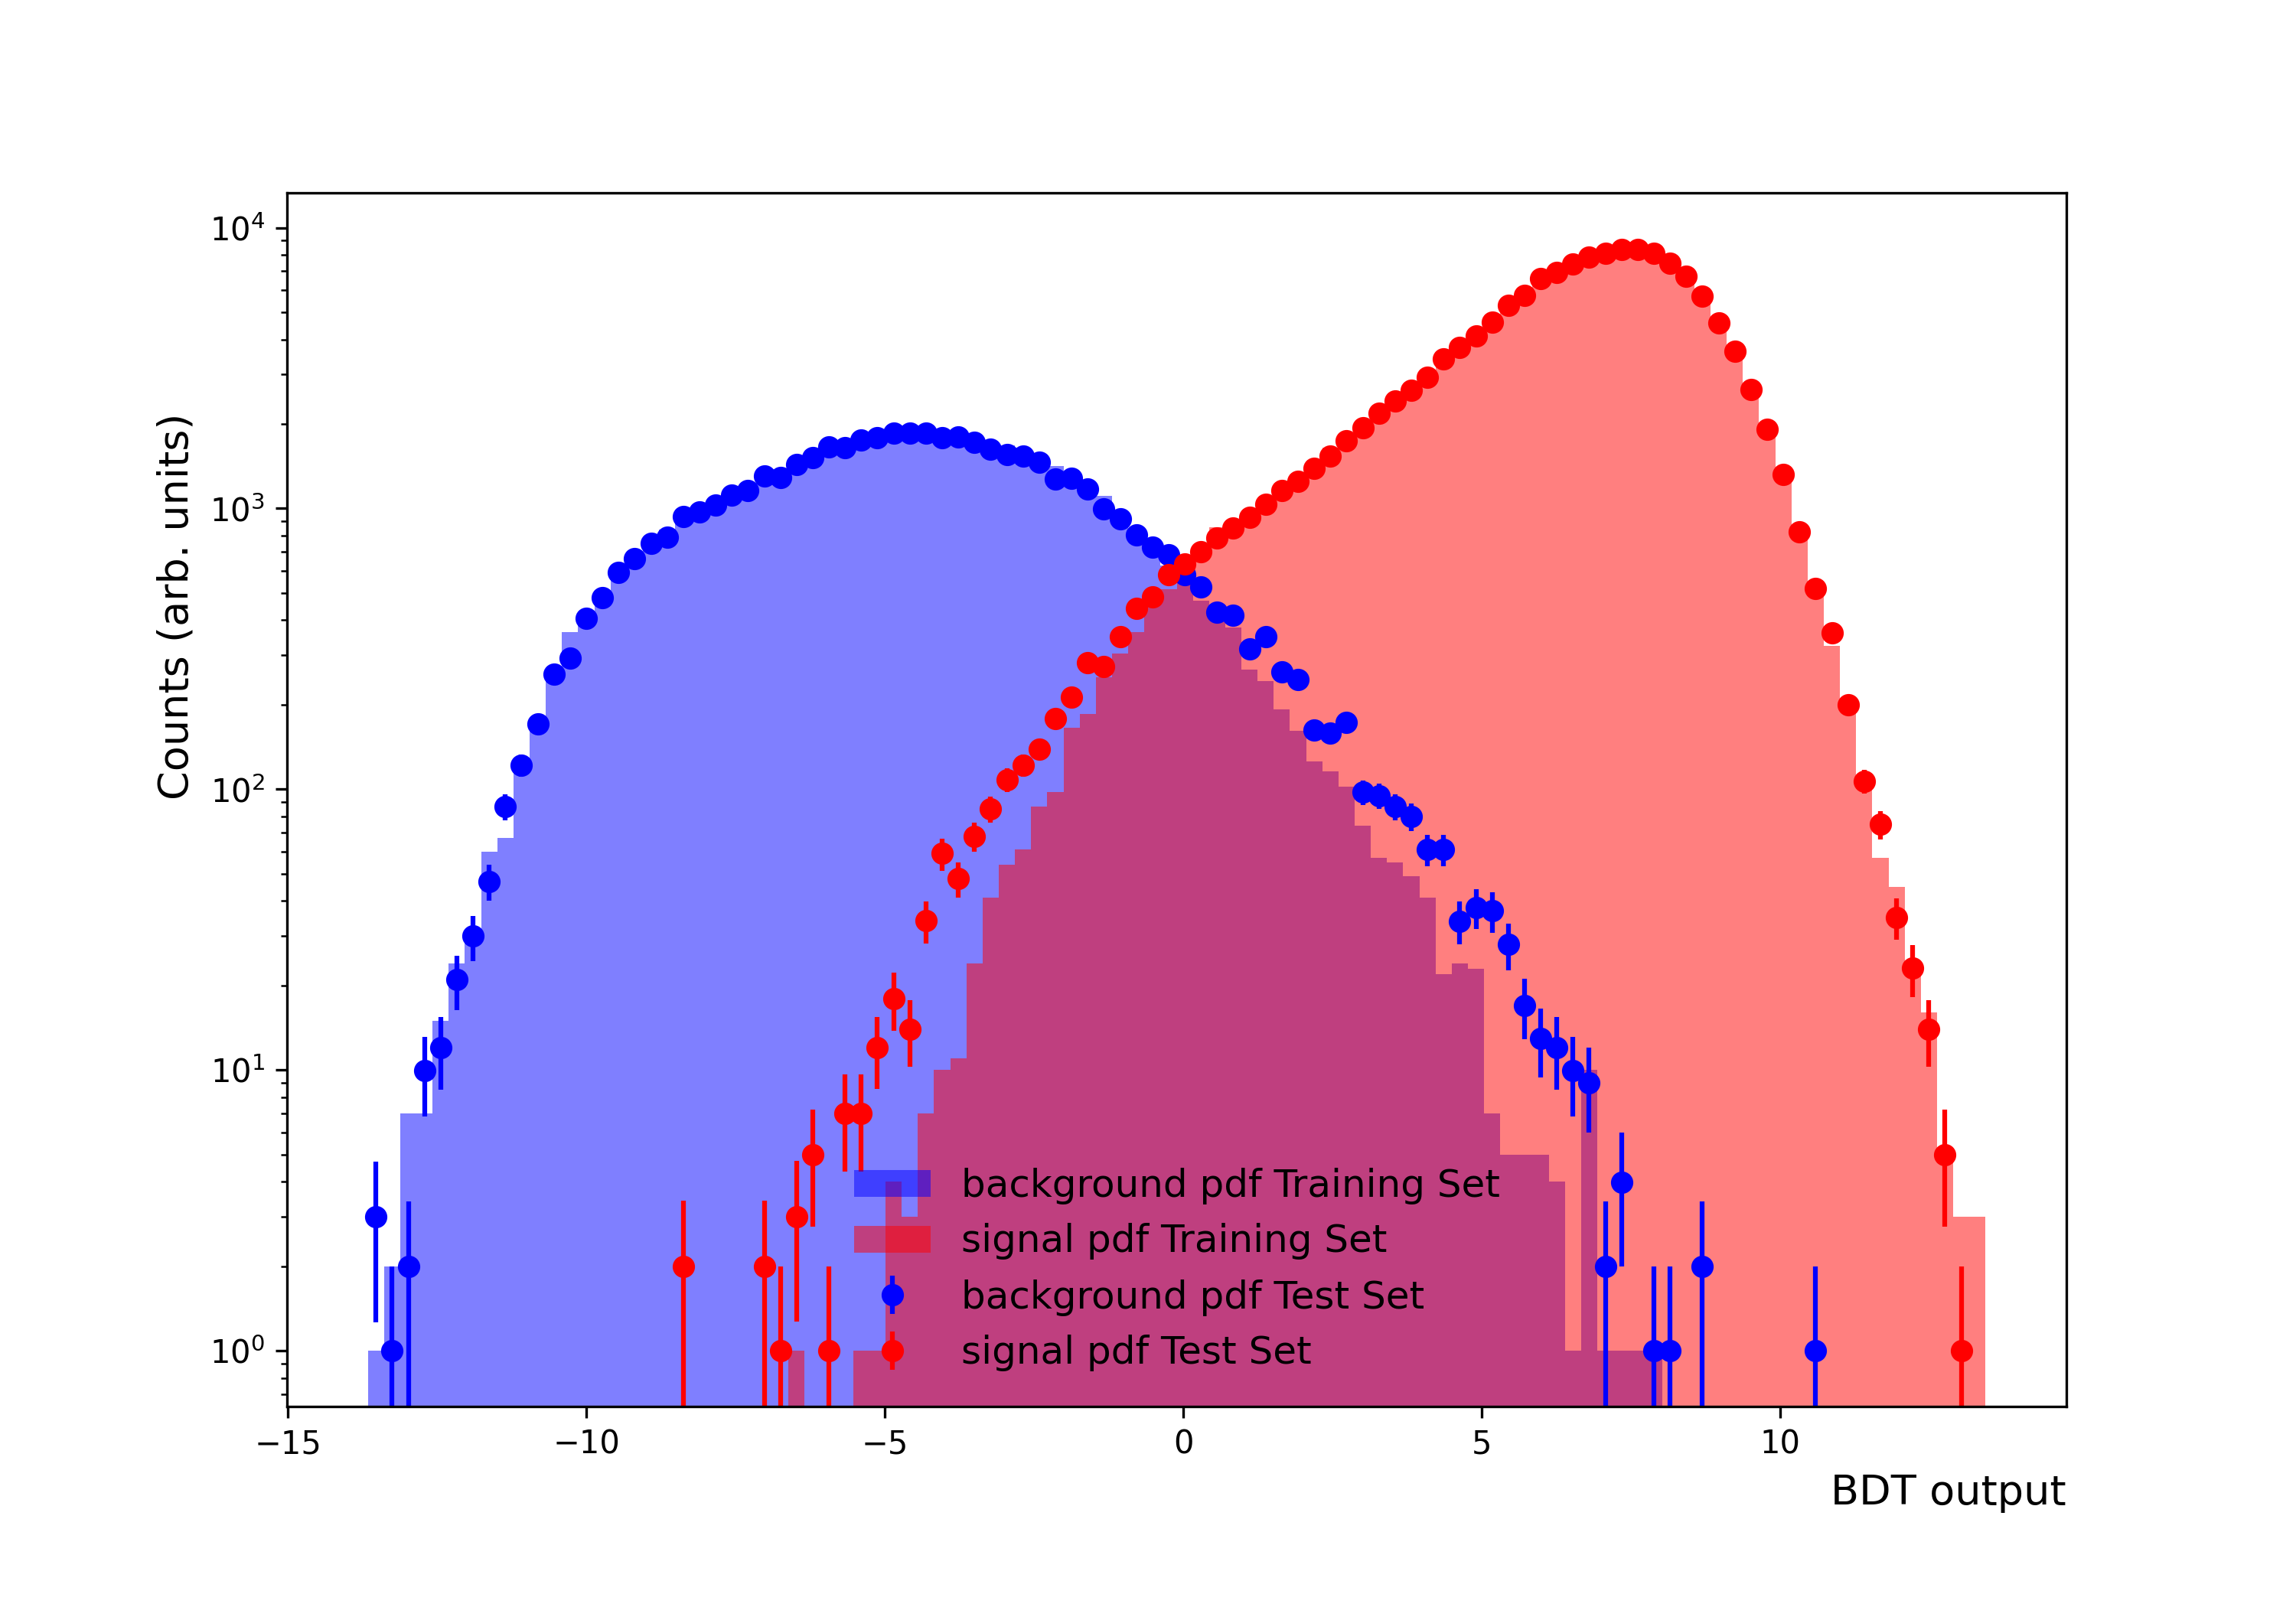 Counts (arb. units)
10⁴
10³
10²
10¹
10⁰
background pdf Training Set
signal pdf Training Set
background pdf Test Set
signal pdf Test Set
−15 −10 −5 0 5 10
BDT output